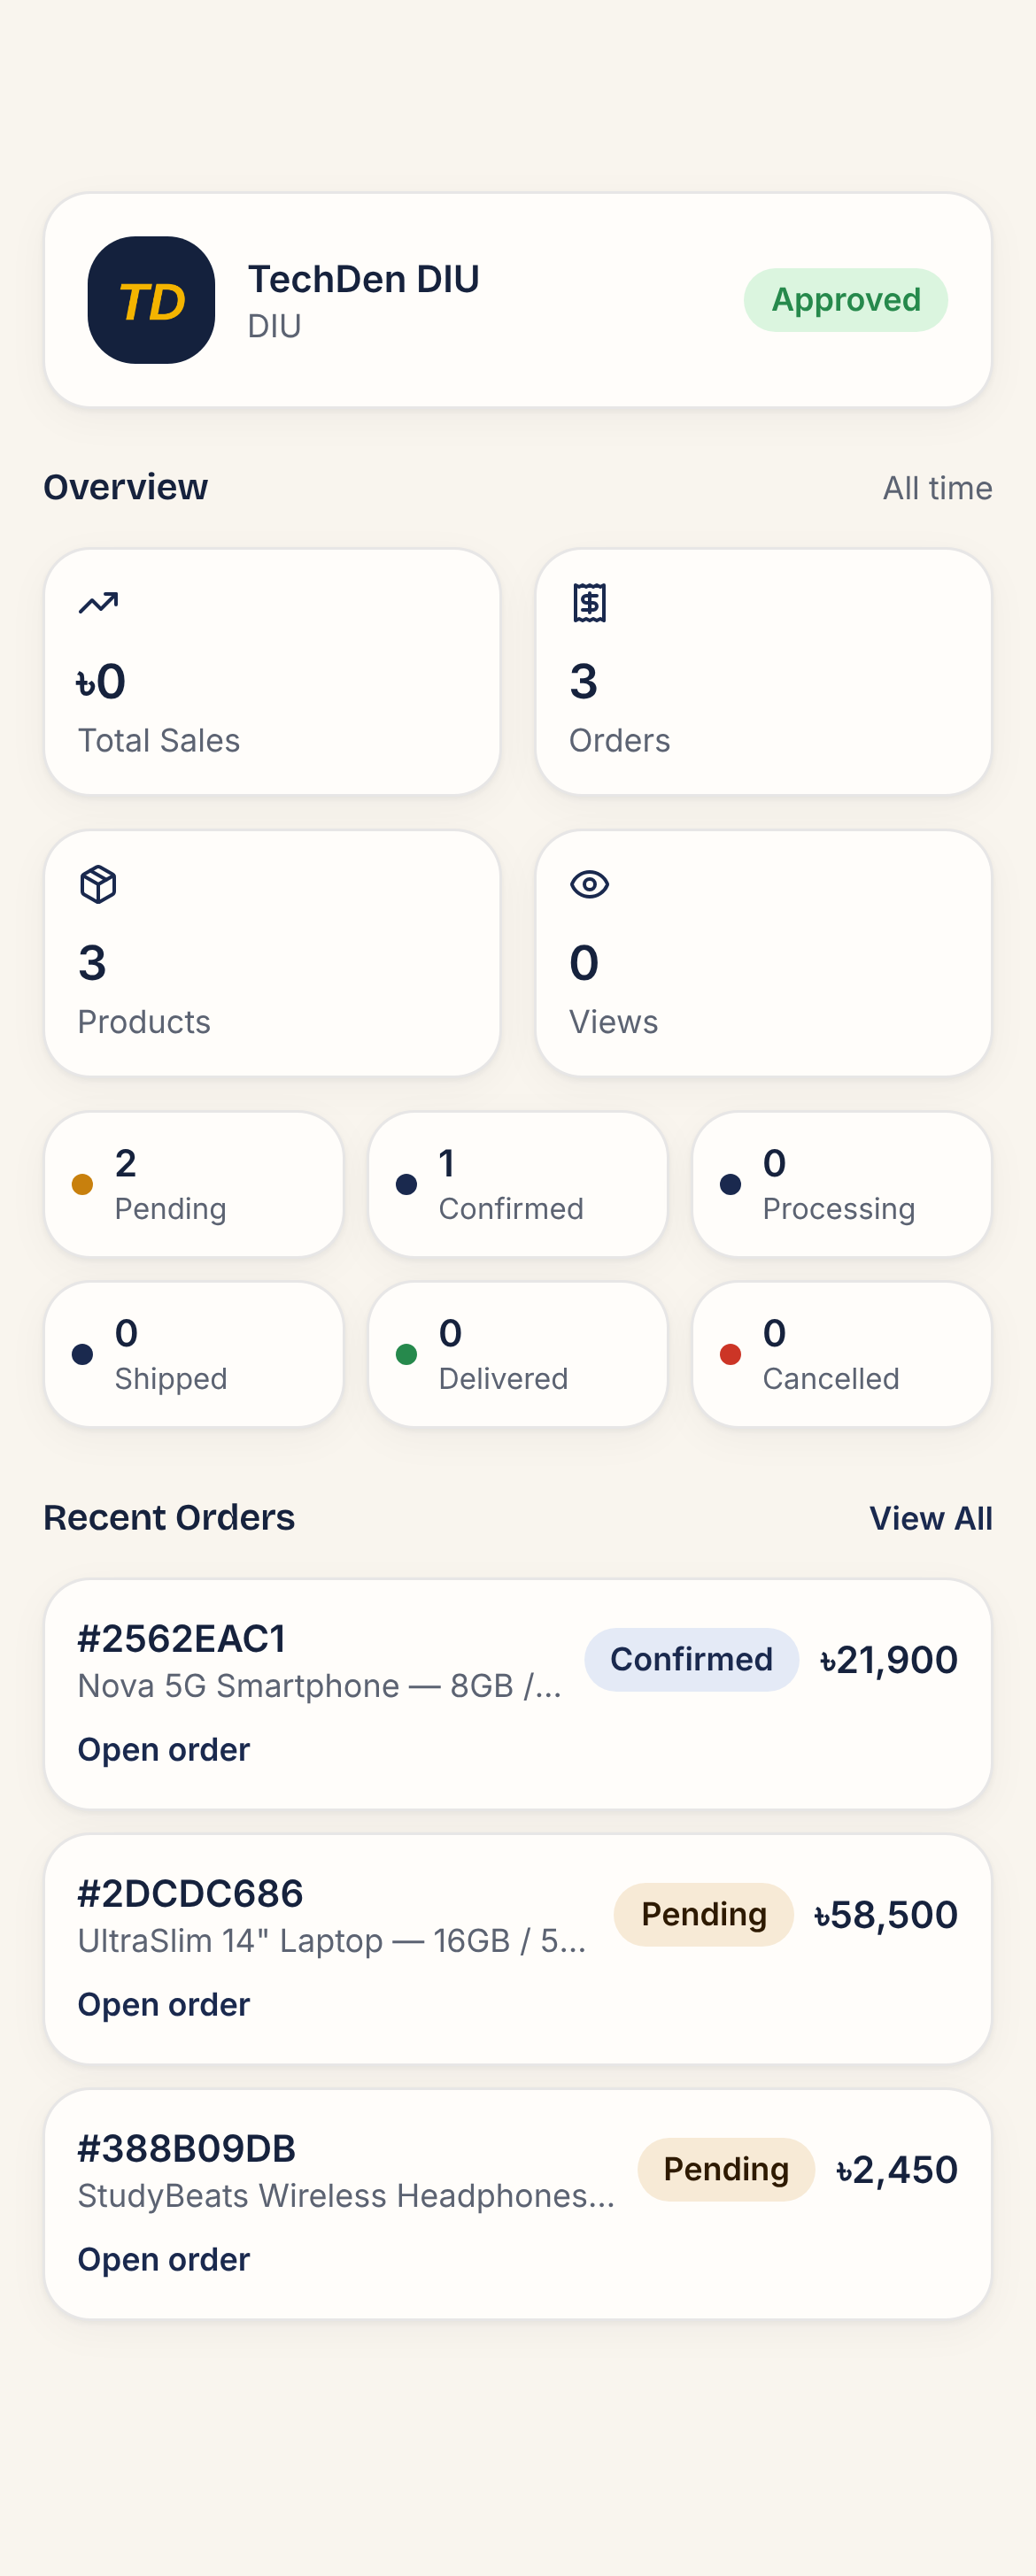 TD
TechDen DIU
DIU
Approved
Overview
All time
৳0
Total Sales
3
Orders
3
Products
0
Views
2
Pending
1
Confirmed
0
Processing
0
Shipped
0
Delivered
0
Cancelled
Recent Orders
View All
#2562EAC1
Nova 5G Smartphone — 8GB /...
Confirmed
৳21,900
Open order
#2DCDC686
UltraSlim 14" Laptop — 16GB / 5...
Pending
৳58,500
Open order
#388B09DB
StudyBeats Wireless Headphones...
Pending
৳2,450
Open order